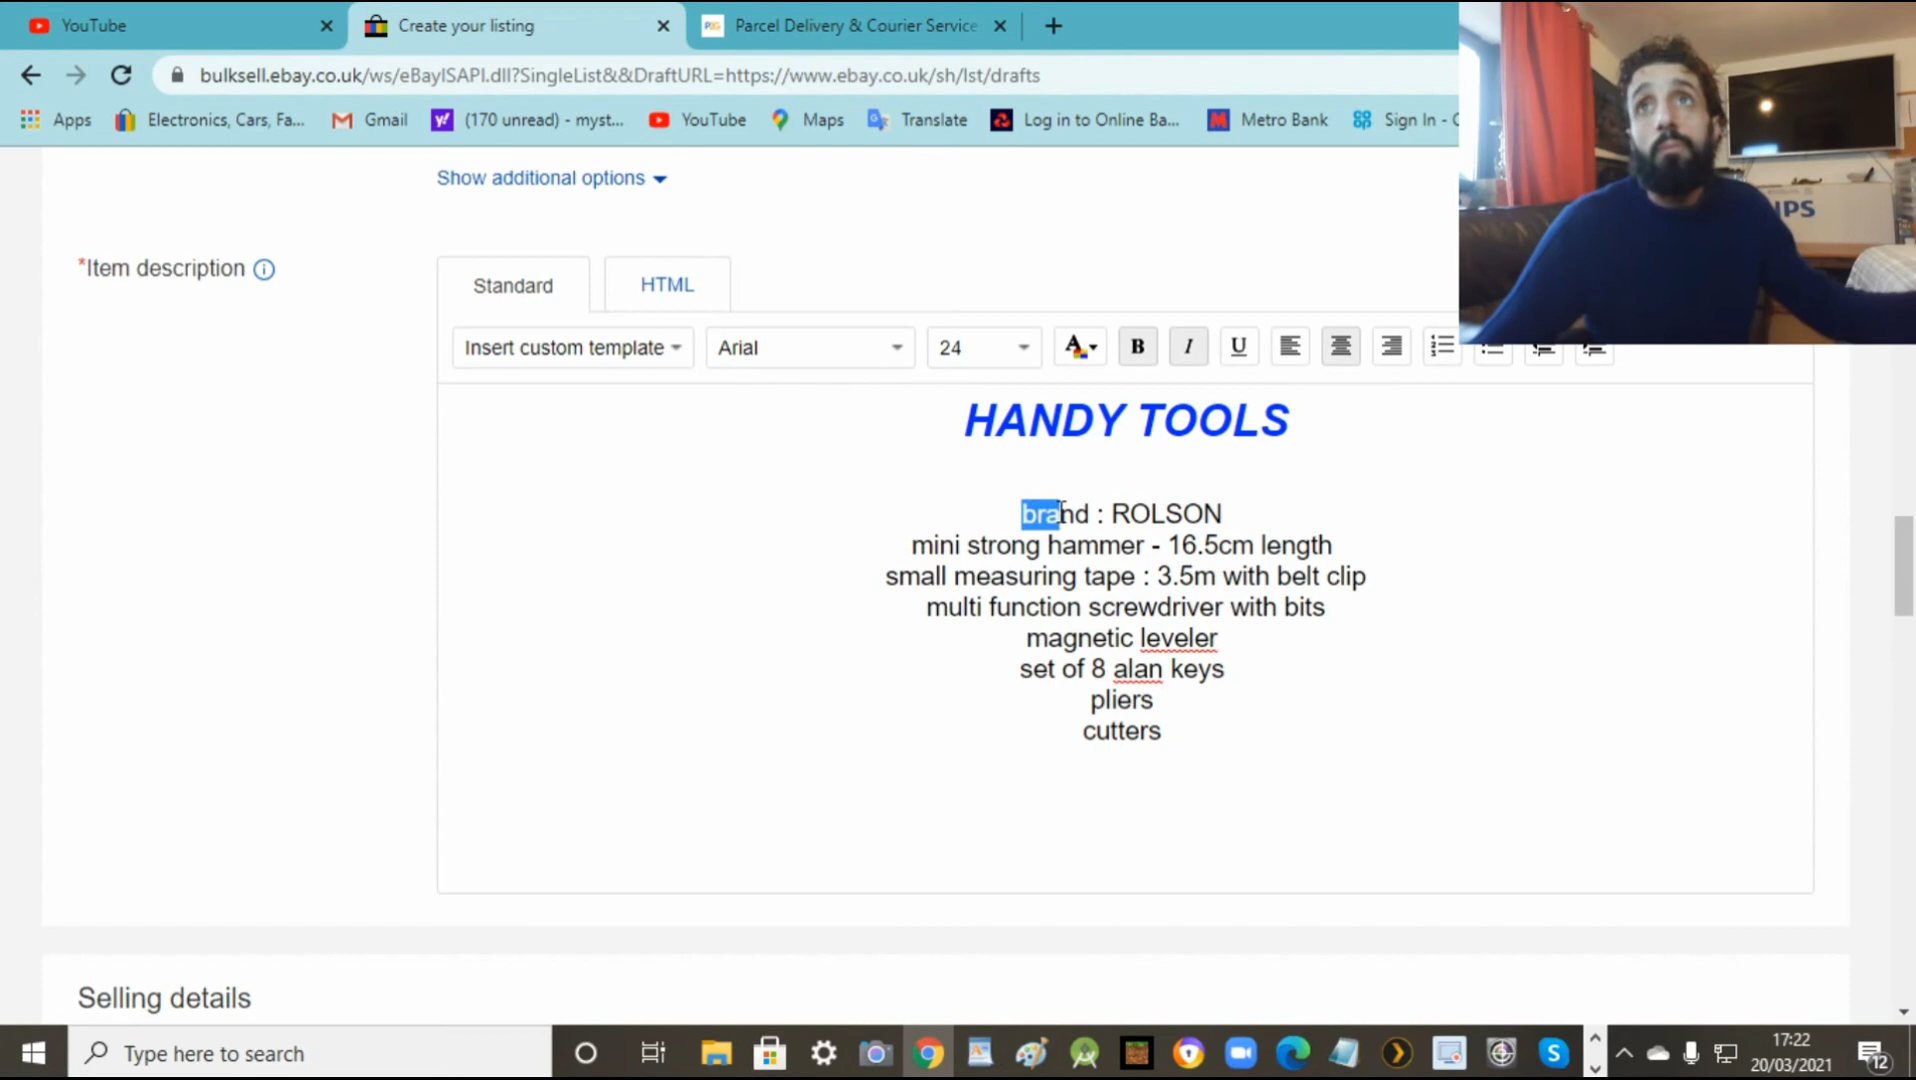 YouTube
Create your listing
Parcel Delivery & Courier Service
bulksell.ebay.co.uk/ws/eBayISAPI.dll?SingleList&&DraftURL=https://www.ebay.co.uk/sh/lst/drafts
Apps Electronics, Cars, Fa... Gmail (170 unread) - myst... YouTube Maps Translate Log in to Online Ba... Metro Bank Sign In -
Show additional options
*Item description
Standard HTML
Insert custom template Arial 24 A B I U
HANDY TOOLS
brand : ROLSON
mini strong hammer - 16.5cm length
small measuring tape : 3.5m with belt clip
multi function screwdriver with bits
magnetic leveler
set of 8 alan keys
pliers
cutters
Selling details
Type here to search
17:22
20/03/2021
12